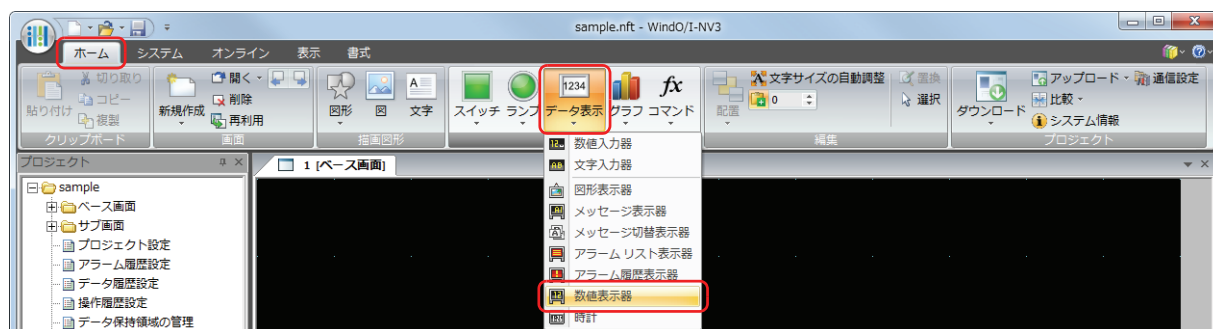 sample.nft - WindO/I-NV3
ホーム システム オンライン 表示 書式
貼り付け 切り取り コピー 複製
クリップボード
新規作成 開く 削除 再利用
画面
図形 図 文字
描画図形
スイッチ ランプ データ表示 グラフ コマンド
1234
fx
A
配置 文字サイズの自動調整 0 置換 選択
編集
ダウンロード アップロード 比較 システム情報 通信設定
プロジェクト
プロジェクト
sample
ベース画面
サブ画面
プロジェクト設定
アラーム履歴設定
データ履歴設定
操作履歴設定
データ保持領域の管理
1 [ベース画面]
数値入力器
文字入力器
図形表示器
メッセージ表示器
メッセージ切替表示器
アラーム リスト表示器
アラーム履歴表示器
数値表示器
時計